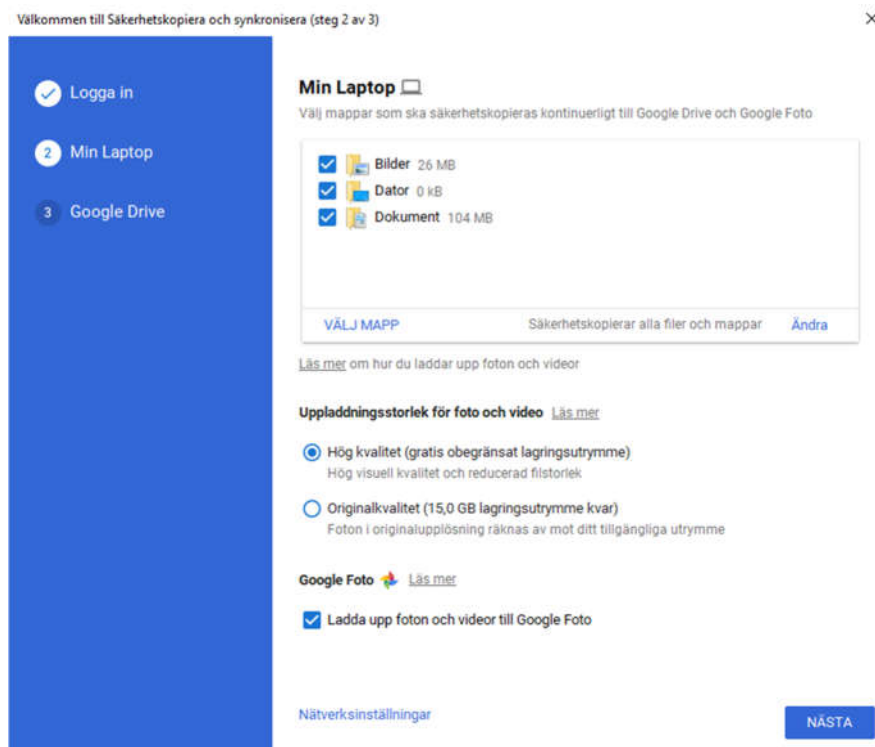 Välkommen till Säkerhetskopiera och synkronisera (steg 2 av 3)
Logga in
2 Min Laptop
3 Google Drive
Min Laptop
Välj mappar som ska säkerhetskopieras kontinuerligt till Google Drive och Google Foto
Bilder 26 MB
Dator 0 kB
Dokument 104 MB
VÄLJ MAPP Säkerhetskopierar alla filer och mappar Ändra
Läs mer om hur du laddar upp foton och videor
Uppladdningsstorlek för foto och video Läs mer
Hög kvalitet (gratis obegränsat lagringsutrymme)
Hög visuell kvalitet och reducerad filstorlek
Originalkvalitet (15,0 GB lagringsutrymme kvar)
Foton i originalupplösning räknas av mot ditt tillgängliga utrymme
Google Foto Läs mer
Ladda upp foton och videor till Google Foto
Nätverksinställningar
NÄSTA